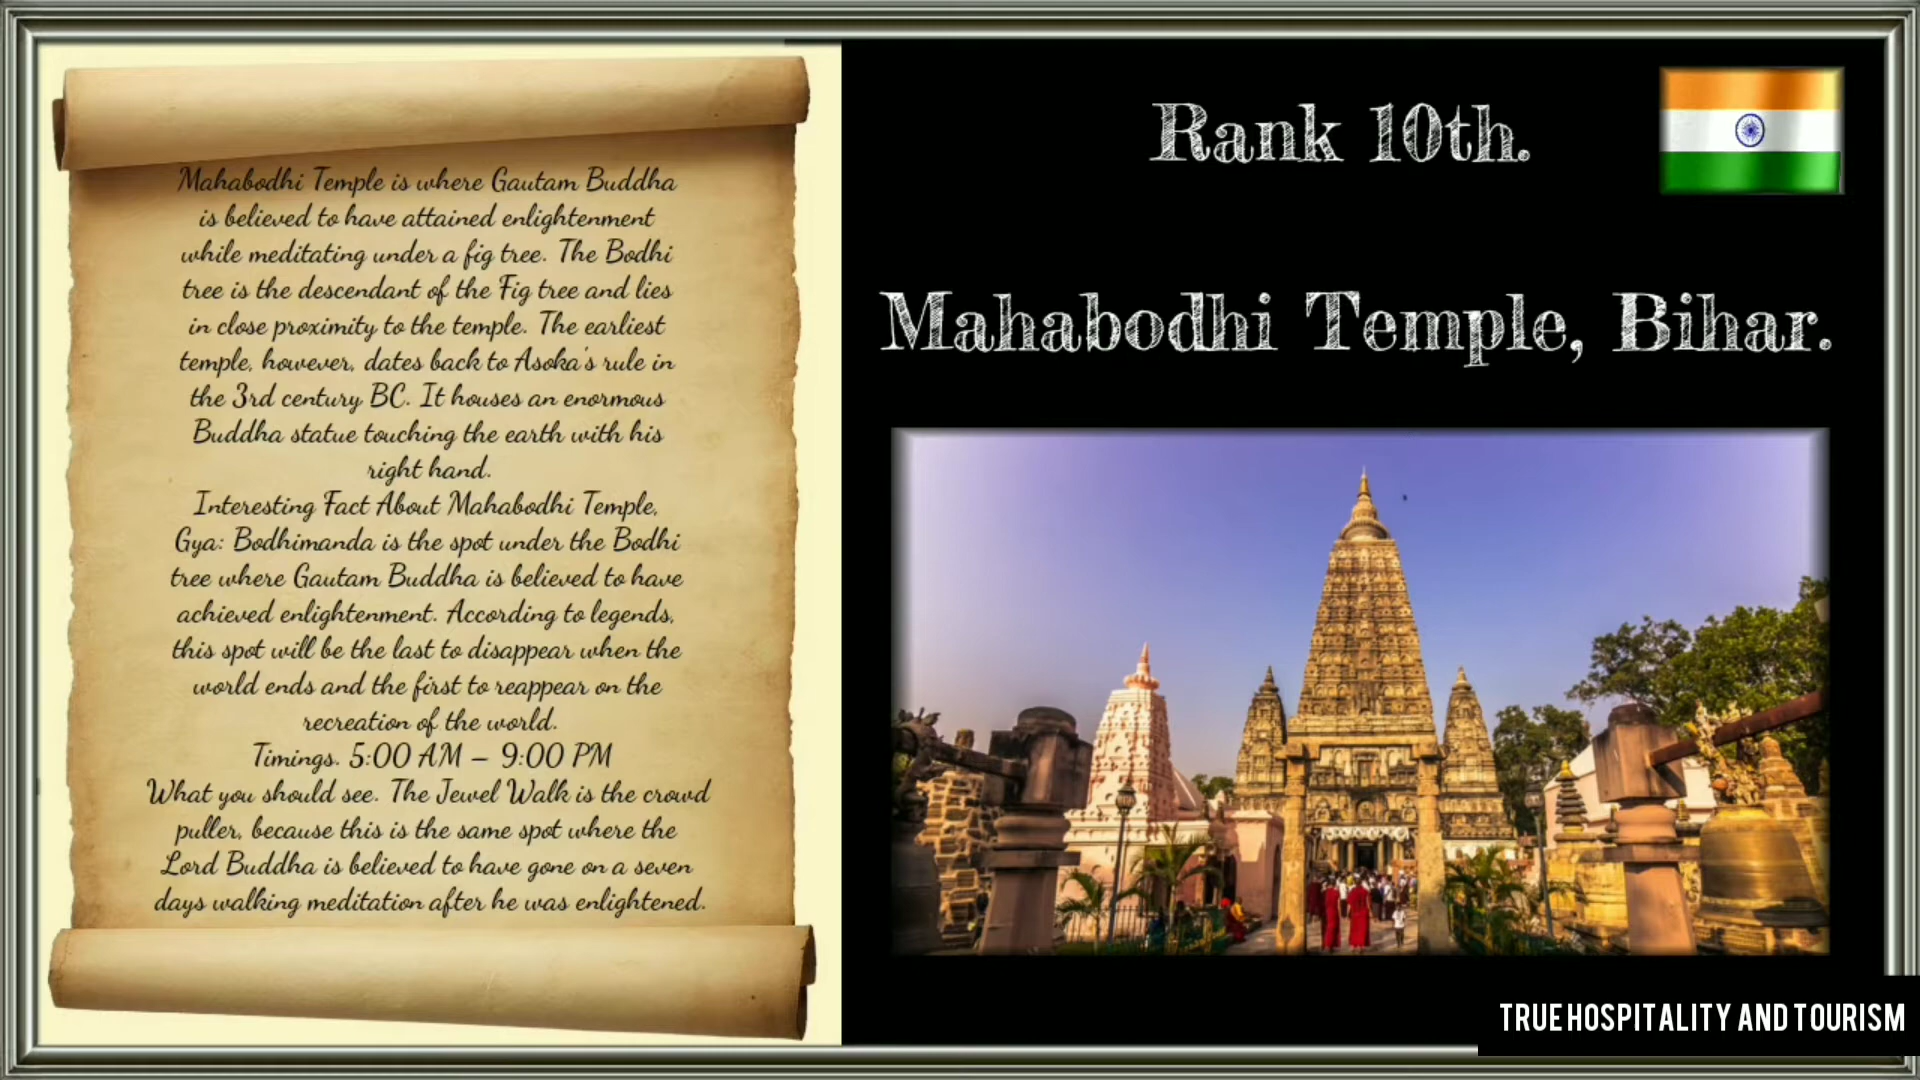 Mahabodhi Temple is where Gautam Buddha
is believed to have attained enlightenment
while meditating under a fig tree. The Bodhi
tree is the descendant of the Fig tree and lies
in close proximity to the temple. The earliest
temple, however, dates back to Asoka's rule in
the 3rd century BC. It houses an enormous
Buddha statue touching the earth with his
right hand.
Interesting Fact About Mahabodhi Temple,
Gya: Bodhimanda is the spot under the Bodhi
tree where Gautam Buddha is believed to have
achieved enlightenment. According to legends,
this spot will be the last to disappear when the
world ends and the first to reappear on the
recreation of the world.
Timings. 5:00 AM – 9:00 PM
What you should see. The Jewel Walk is the crowd
puller, because this is the same spot where the
Lord Buddha is believed to have gone on a seven
days walking meditation after he was enlightened.
Rank 10th.
Mahabodhi Temple, Bihar.
TRUE HOSPITALITY AND TOURISM